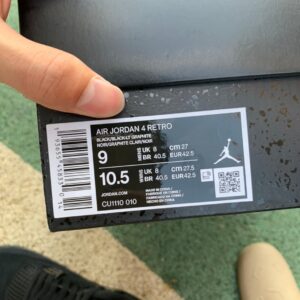 AIR JORDAN 4 RETRO
BLACK/BLACK-LT GRAPHITE
NOIR/GRAPHITE CLAIR/NOIR
9 UK 8 cm 27
BR 40.5 EUR 42.5
10.5 UK 8 cm 27.5
BR 40.5 EUR 42.5
JORDAN.COM
CU1110 010